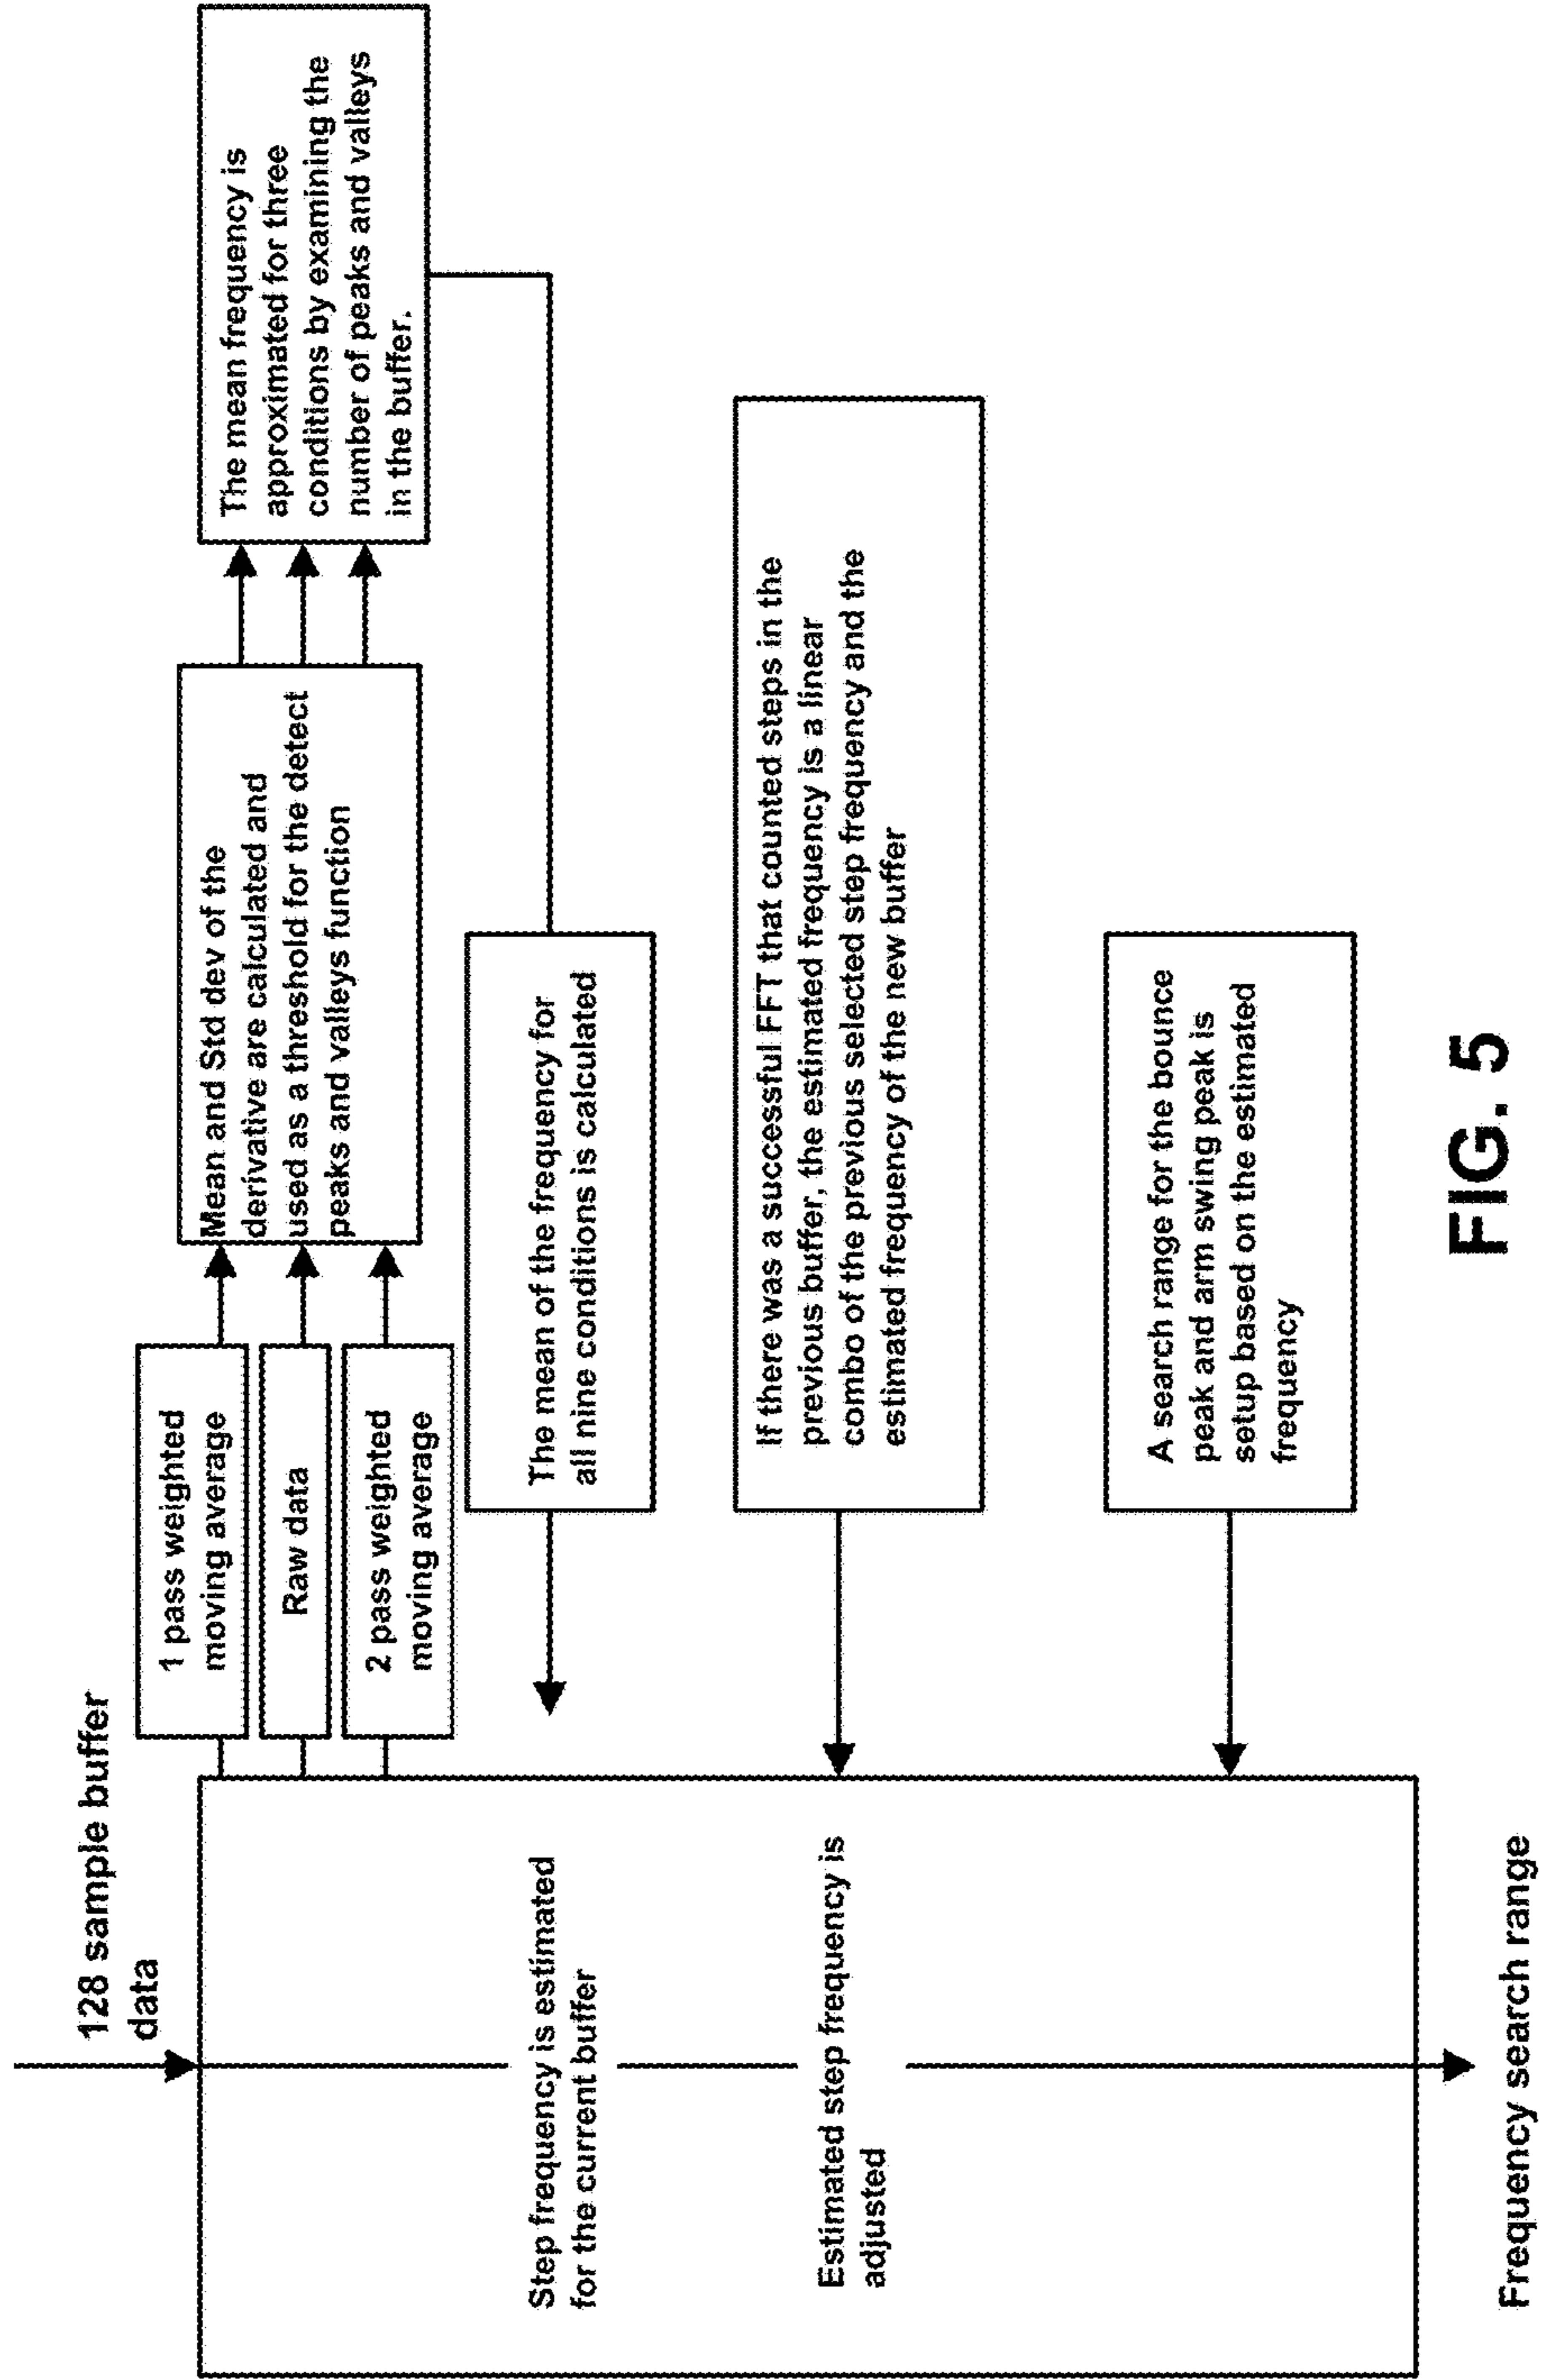 128 sample buffer
data
1 pass weighted
moving average
Raw data
2 pass weighted
moving average
Mean and Std dev of the
derivative are calculated and
used as a threshold for the detect
peaks and valleys function
The mean frequency is
approximated for three
conditions by examining the
number of peaks and valleys
in the buffer.
The mean of the frequency for
all nine conditions is calculated
Step frequency is estimated
for the current buffer
If there was a successful FFT that counted steps in the
previous buffer, the estimated frequency is a linear
combo of the previous selected step frequency and the
estimated frequency of the new buffer
Estimated step frequency is
adjusted
A search range for the bounce
peak and arm swing peak is
setup based on the estimated
frequency
Frequency search range
FIG. 5